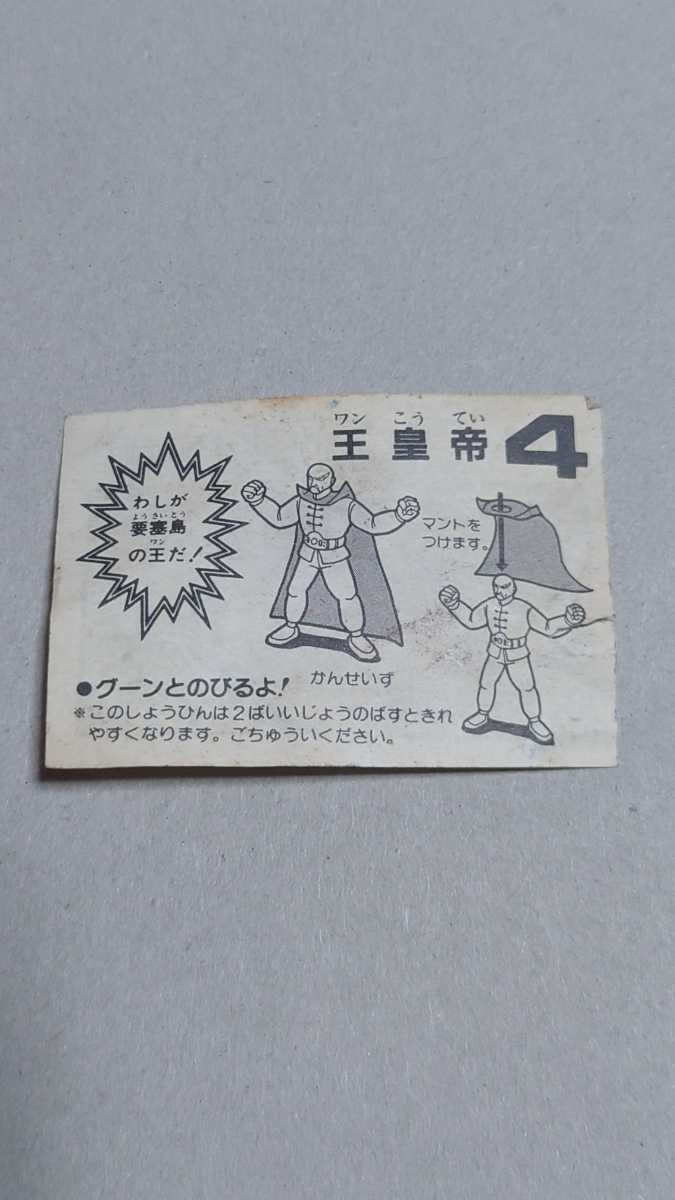 ワン こう てい
王皇帝 4
わしが
ようさいとう
要塞島
ワン
の王だ!
マントを
つけます。
かんせいず
●グーンとのびるよ!
※このしょうひんは2ばいいじょうのばすときれ
やすくなります。ごちゅういください。